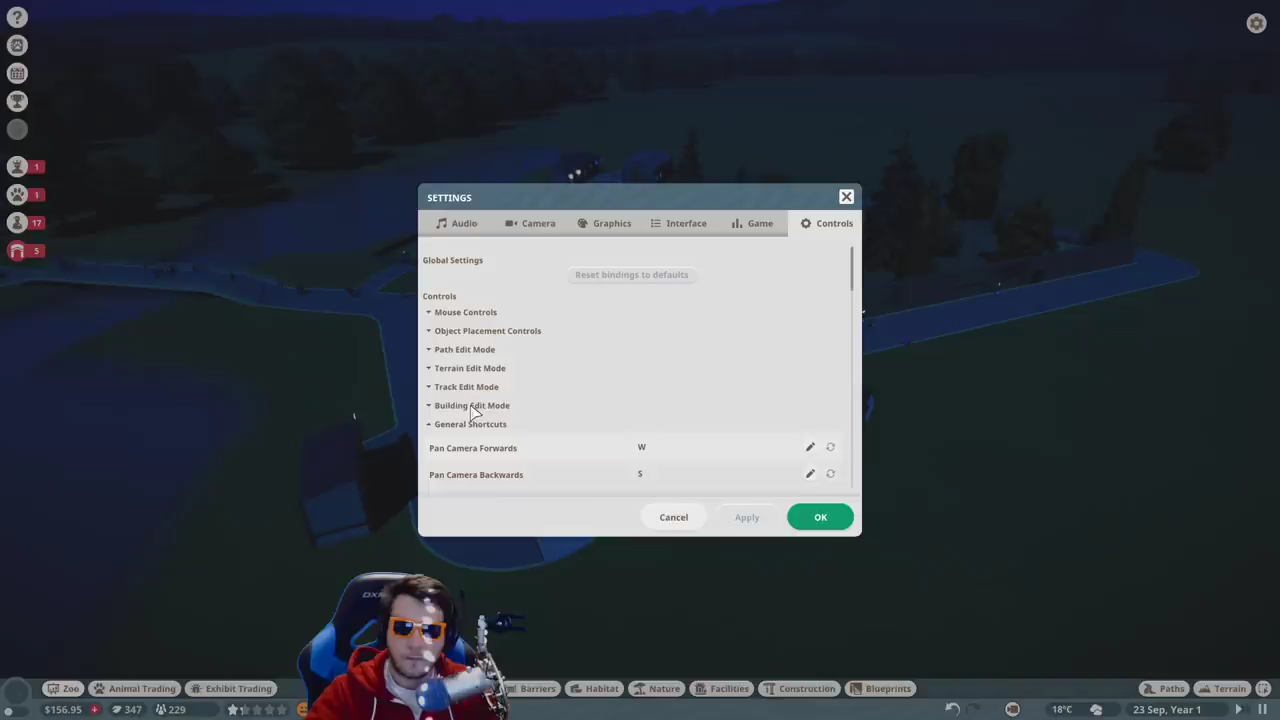 ?
1
1
17
5
SETTINGS
Audio Camera Graphics Interface Game Controls
Global Settings
Reset bindings to defaults
Controls
Mouse Controls
Object Placement Controls
Path Edit Mode
Terrain Edit Mode
Track Edit Mode
Building Edit Mode
General Shortcuts
Pan Camera Forwards W
Pan Camera Backwards S
Cancel Apply OK
Zoo Animal Trading Exhibit Trading Barriers Habitat Nature Facilities Construction Blueprints Paths Terrain
$156.95 347 229 18°C 23 Sep, Year 1